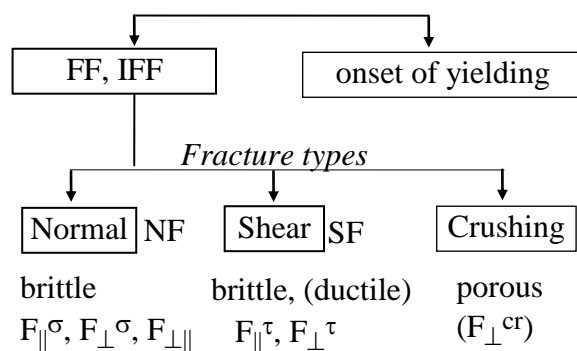 FF, IFF
onset of yielding
Fracture types
Normal NF
Shear SF
Crushing
brittle
brittle, (ductile)
porous
F∥σ, F⊥σ, F⊥∥
F∥τ, F⊥τ
(F⊥cr)